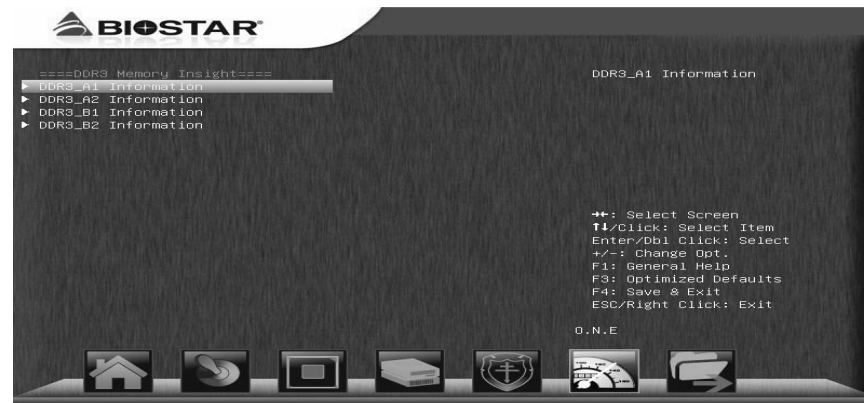 BIOSTAR®
====DDR3 Memory Insight====
► DDR3_A1 Information
► DDR3_A2 Information
► DDR3_B1 Information
► DDR3_B2 Information
DDR3_A1 Information
→←: Select Screen
↑↓/Click: Select Item
Enter/Dbl Click: Select
+/-: Change Opt.
F1: General Help
F3: Optimized Defaults
F4: Save & Exit
ESC/Right Click: Exit
O.N.E